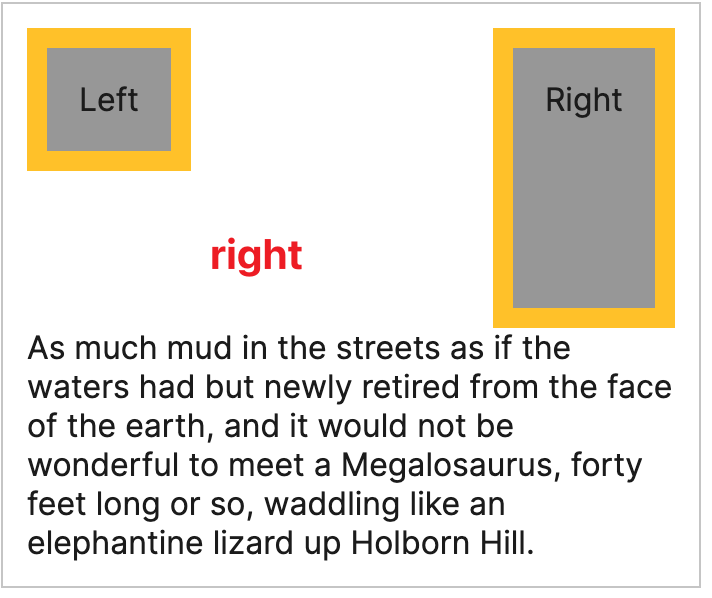 Left
Right
right
As much mud in the streets as if the
waters had but newly retired from the face
of the earth, and it would not be
wonderful to meet a Megalosaurus, forty
feet long or so, waddling like an
elephantine lizard up Holborn Hill.